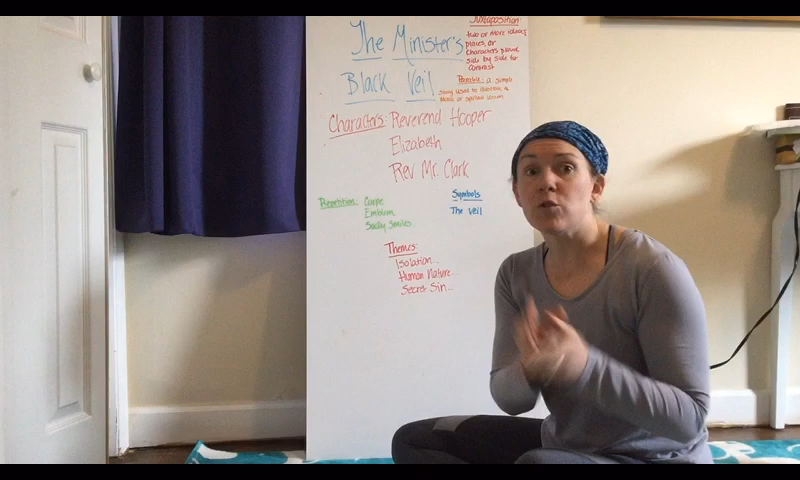 The Minister's
Black Veil
Juxtaposition:
two or more ideas,
places, or
characters placed
side by side for
contrast
Parable: a simple
story used to illustrate a
moral or spiritual lesson
Characters: Reverend Hooper
Elizabeth
Rev. Mr. Clark
Repetition: Crape
Emblem
Sadly Smiles
Symbols
The Veil
Themes:
Isolation...
Human Nature...
Secret Sin...